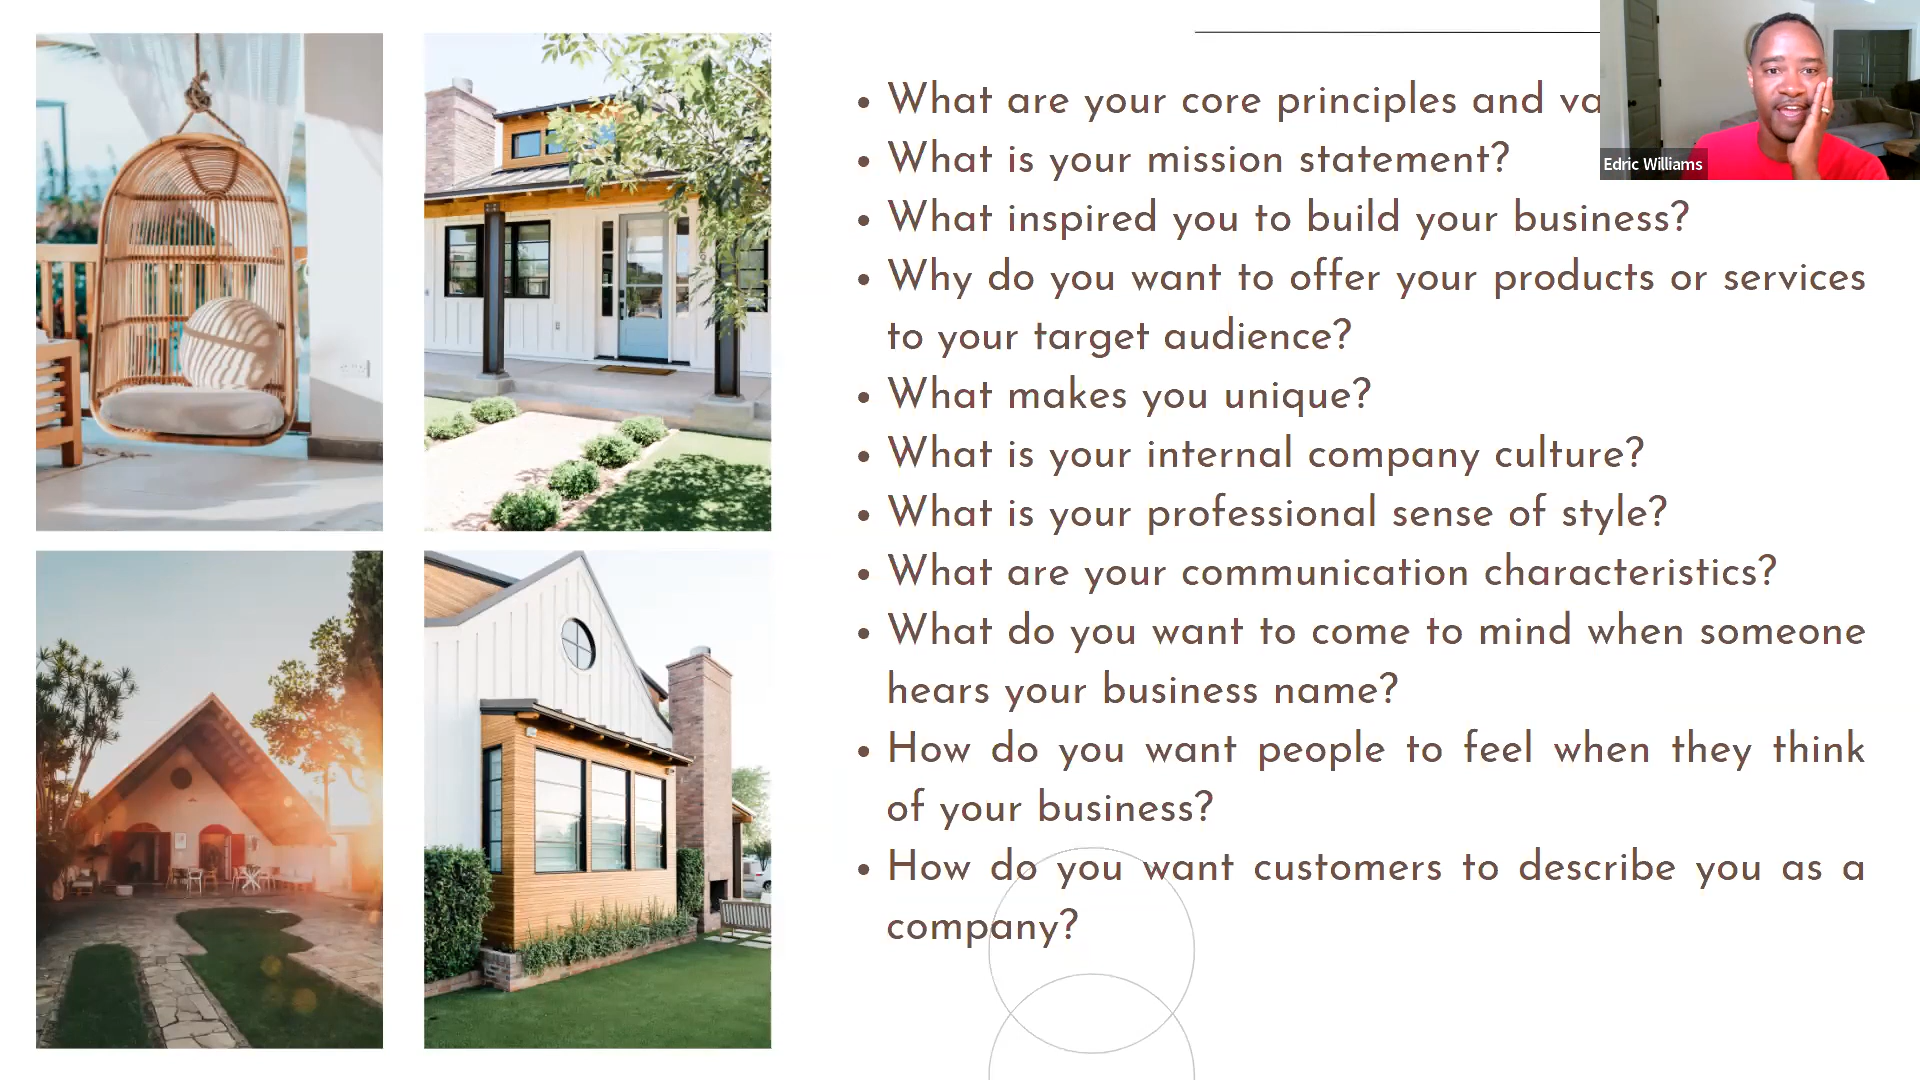 What are your core principles and
What is your mission statement?
What inspired you to build your business?
Why do you want to offer your products or services
to your target audience?
What makes you unique?
What is your internal company culture?
What is your professional sense of style?
What are your communication characteristics?
What do you want to come to mind when someone
hears your business name?
How do you want people to feel when they think
of your business?
How do you want customers to describe you as a
company?
Edric Williams